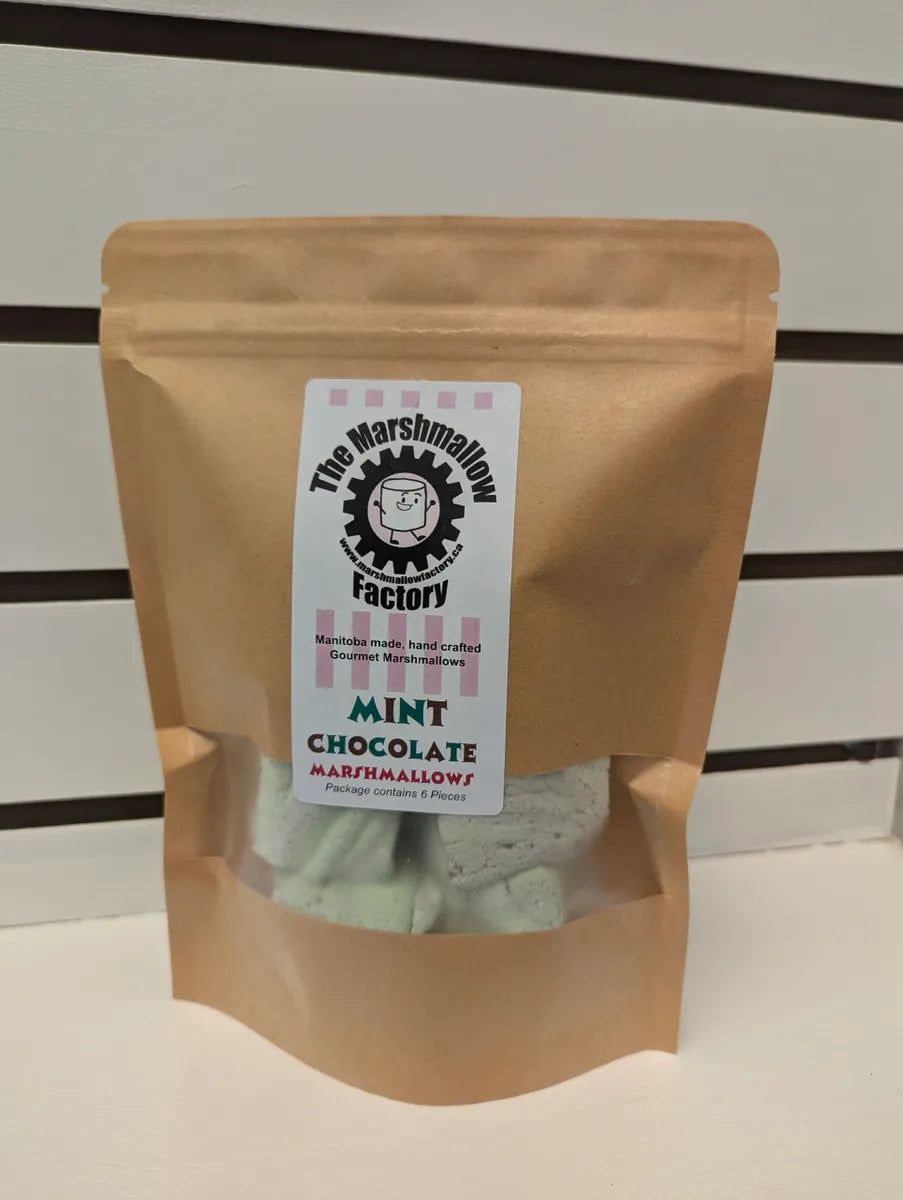 The Marshmallow
www.marshmallowfactory.ca
Factory
Manitoba made, hand crafted
Gourmet Marshmallows
MINT
CHOCOLATE
MARSHMALLOWS
Package contains 6 Pieces